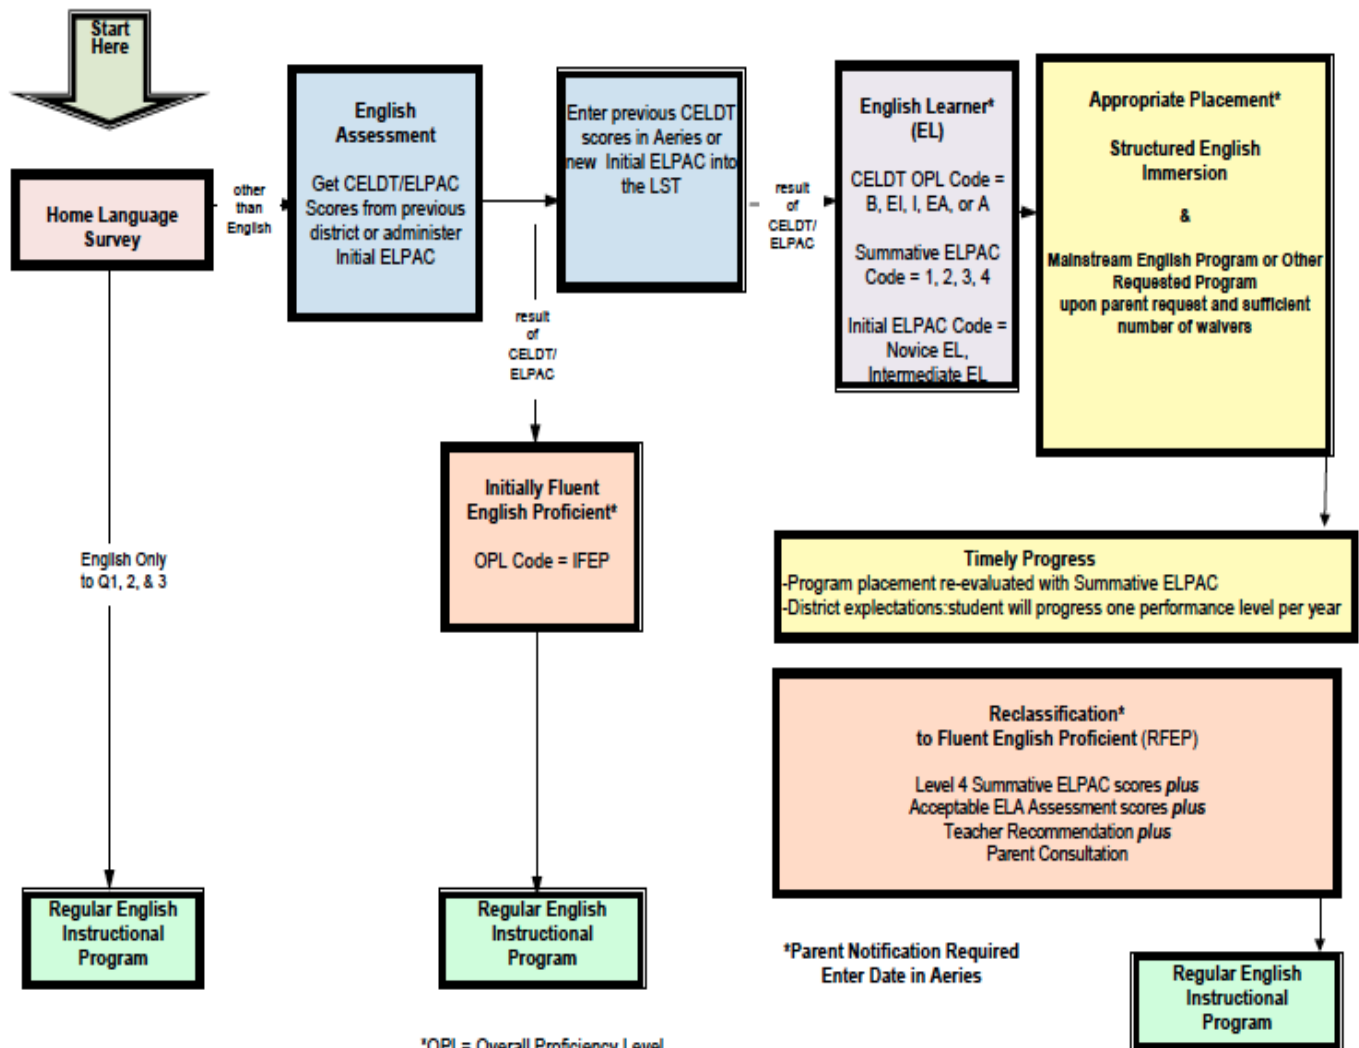 Start
Here
Home Language
Survey
other
than
English
English
Assessment
Get CELDT/ELPAC
Scores from previous
district or administer
Initial ELPAC
Enter previous CELDT
scores in Aeries or
new Initial ELPAC into
the LST
result
of
CELDT/
ELPAC
English Learner*
(EL)
CELDT OPL Code =
B, EI, I, EA, or A
Summative ELPAC
Code = 1, 2, 3, 4
Initial ELPAC Code =
Novice EL,
Intermediate EL
Appropriate Placement*
Structured English
Immersion
&
Mainstream English Program or Other
Requested Program
upon parent request and sufficient
number of waivers
result
of
CELDT/
ELPAC
Initially Fluent
English Proficient*
OPL Code = IFEP
English Only
to Q1, 2, & 3
Timely Progress
-Program placement re-evaluated with Summative ELPAC
-District explectations:student will progress one performance level per year
Reclassification*
to Fluent English Proficient (RFEP)
Level 4 Summative ELPAC scores plus
Acceptable ELA Assessment scores plus
Teacher Recommendation plus
Parent Consultation
Regular English
Instructional
Program
Regular English
Instructional
Program
*Parent Notification Required
Enter Date in Aeries
Regular English
Instructional
Program
*OPL= Overall Proficiency Level